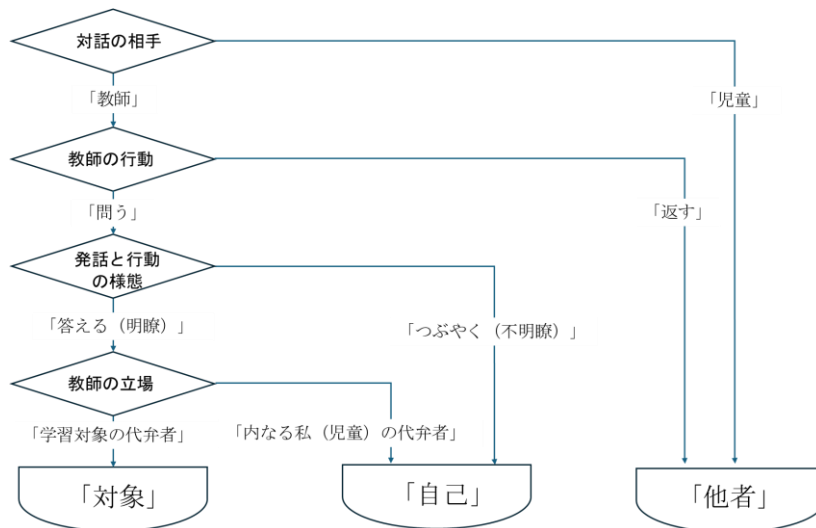 対話の相手
「教師」
「児童」
教師の行動
「問う」
「返す」
発話と行動
の様態
「答える（明瞭）」
「つぶやく（不明瞭）」
教師の立場
「学習対象の代弁者」
「内なる私（児童）の代弁者」
「対象」
「自己」
「他者」